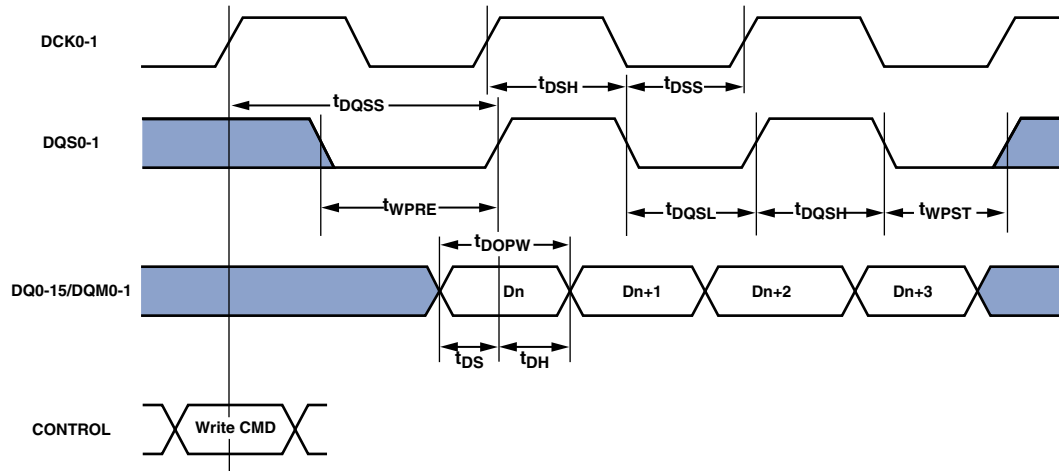 DCK0-1
tDSH
tDSS
tDQSS
DQS0-1
tWPRE
tDQSL
tDQSH
tWPST
tDOPW
DQ0-15/DQM0-1
Dn
Dn+1
Dn+2
Dn+3
tDS
tDH
CONTROL
Write CMD